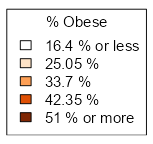 % Obese
16.4 % or less
25.05 %
33.7 %
42.35 %
51 % or more